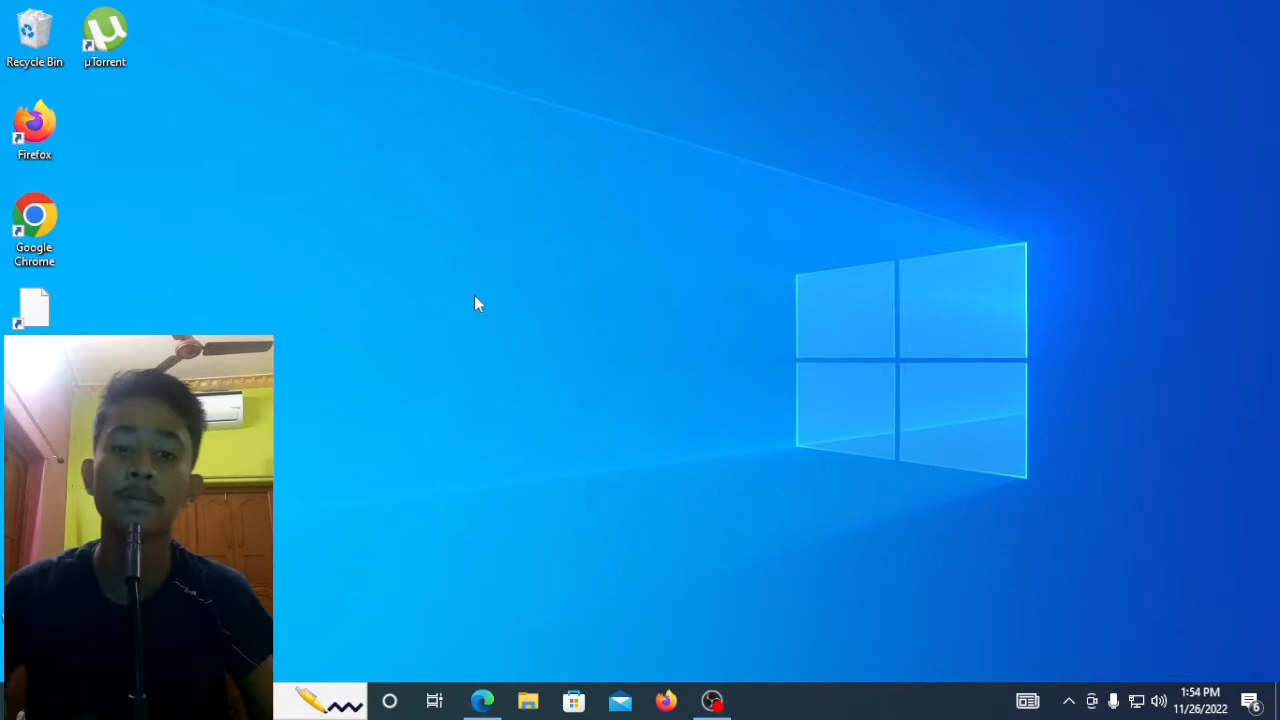 Recycle Bin
µTorrent
Firefox
Google
Chrome
1:54 PM
11/26/2022
6